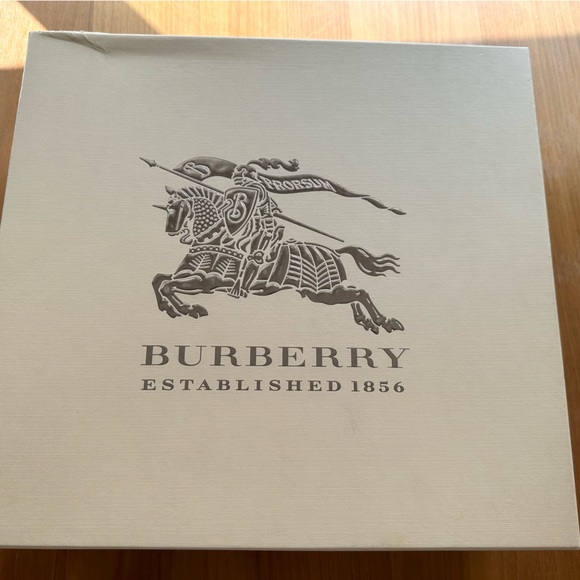 B
PRORSUM
B
BURBERRY
ESTABLISHED 1856